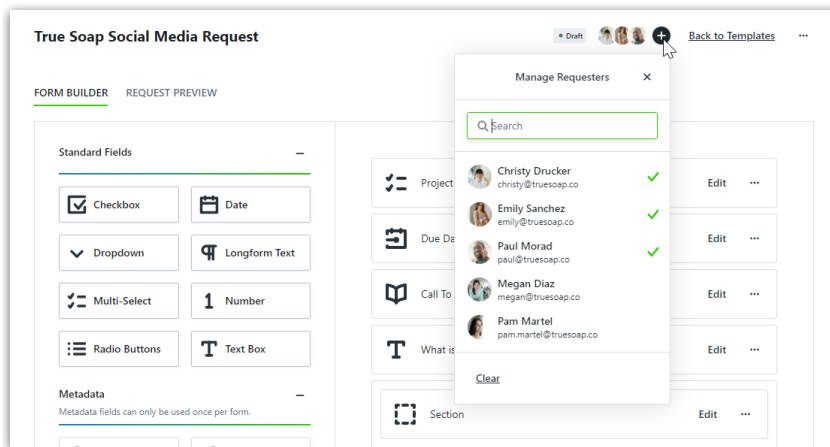 True Soap Social Media Request
Draft
Back to Templates
FORM BUILDER
REQUEST PREVIEW
Manage Requesters
Search
Christy Drucker
christy@truesoap.co
Emily Sanchez
emily@truesoap.co
Paul Morad
paul@truesoap.co
Megan Diaz
megan@truesoap.co
Pam Martel
pam.martel@truesoap.co
Clear
Standard Fields
Checkbox
Date
Dropdown
Longform Text
Multi-Select
Number
Radio Buttons
Text Box
Metadata
Metadata fields can only be used once per form.
Project
Edit
Due Da
Edit
Call To
Edit
What is
Edit
Section
Edit